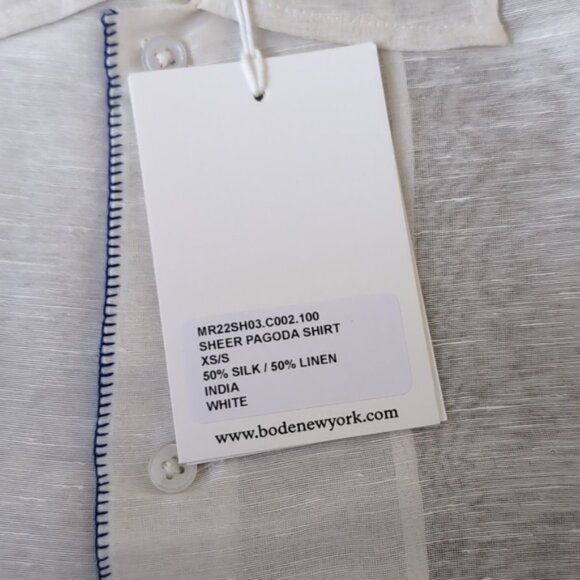 MR22SH03.C002.100
SHEER PAGODA SHIRT
XS/S
50% SILK / 50% LINEN
INDIA
WHITE
www.bodenewyork.com